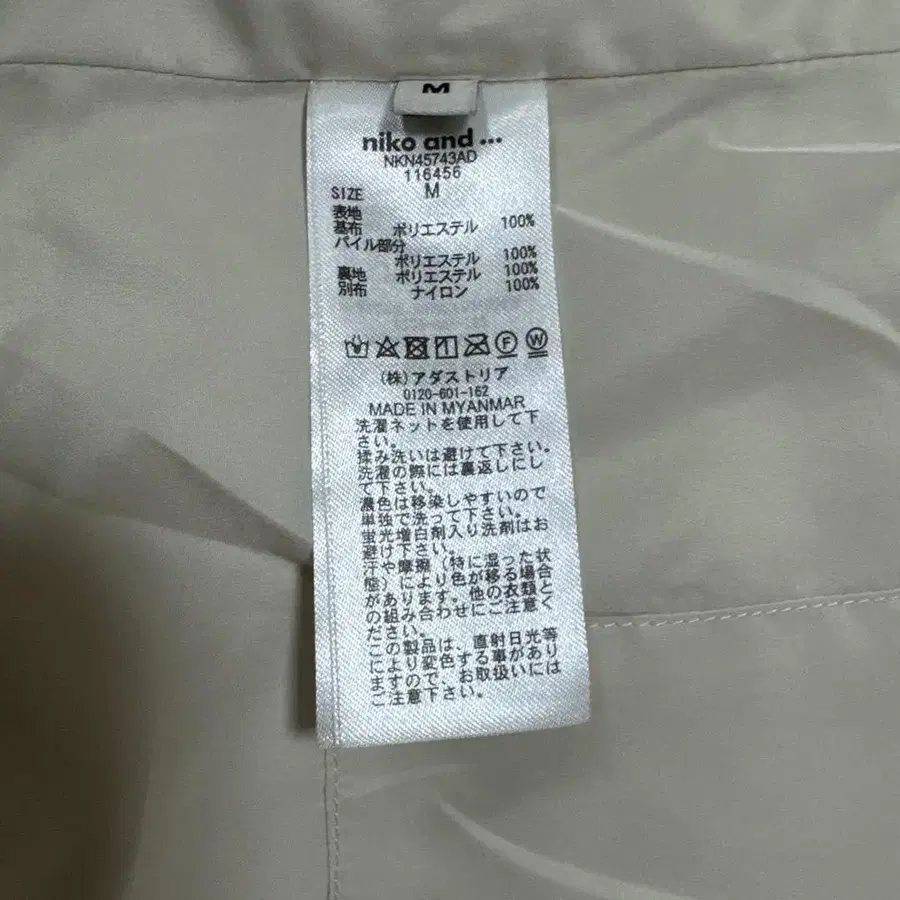 M
niko and ...
NKN45743AD
116456
SIZE M
表地
基布 ポリエステル 100%
パイル部分
ポリエステル 100%
裏地 ポリエステル 100%
別布 ナイロン 100%
F W
(株)アダストリア
0120-601-162
MADE IN MYANMAR
洗濯ネットを使用して下
さい。
揉み洗いは避けて下さい。
洗濯の際には裏返しにし
て下さい。
濃色は移染しやすいので
単独で洗って下さい。
蛍光増白剤入り洗剤はお
避け下さい。
汗や摩擦(特に湿った状
態)により色が移る場合
があります。他の衣類と
の組み合わせにご注意く
ださい。
この製品は、直射日光等
により変色する事があり
ますので、お取扱いには
ご注意下さい。